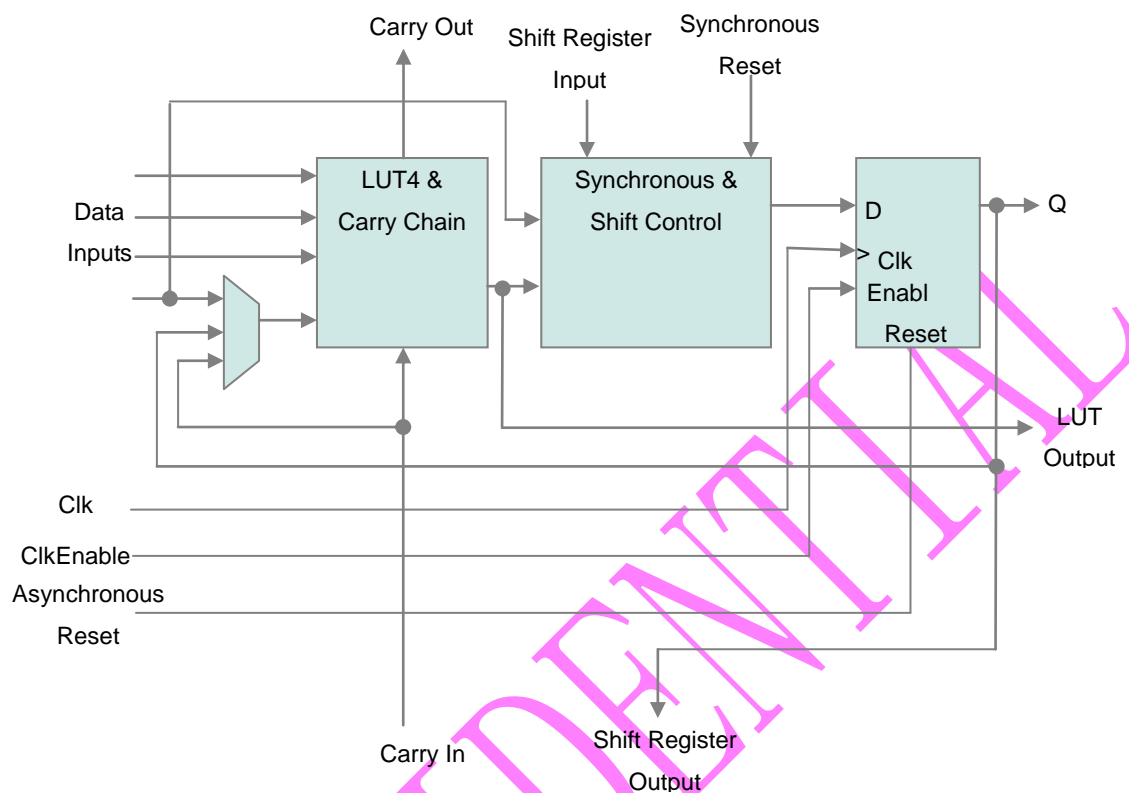 Carry Out
Shift Register
Input
Synchronous
Reset
LUT4 &
Carry Chain
Synchronous &
Shift Control
Data
Inputs
D
> Clk
Enabl
Reset
Q
LUT
Output
Clk
ClkEnable
Asynchronous
Reset
Carry In
Shift Register
Output
DENTIAL